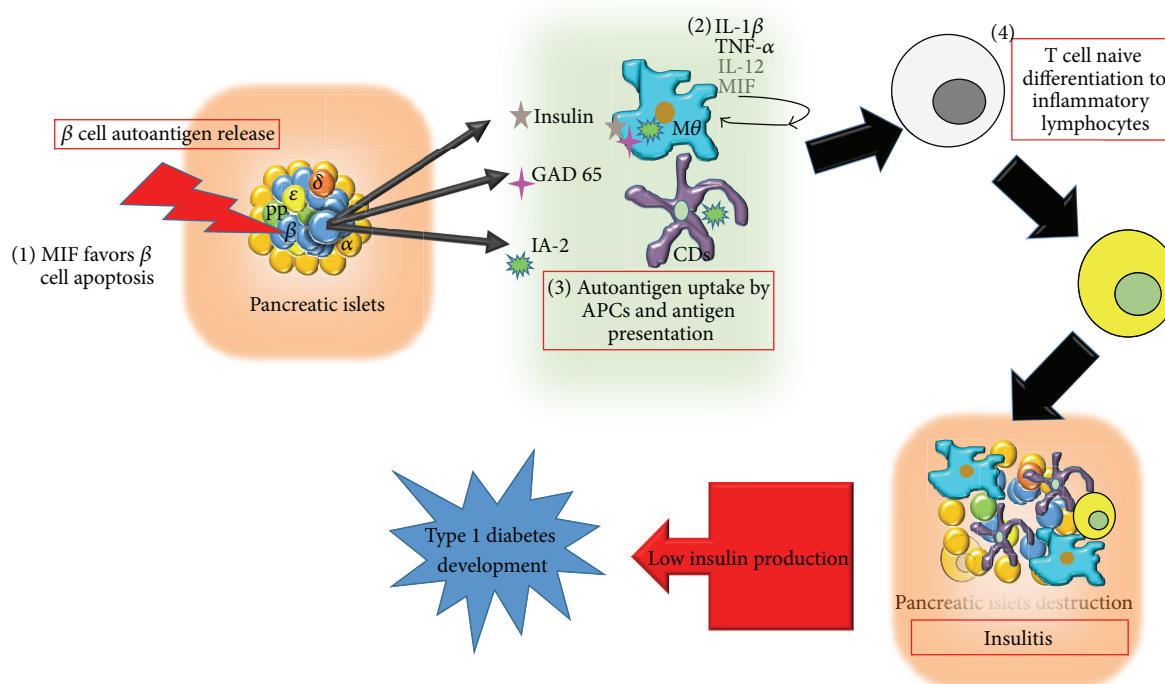 β cell autoantigen release
(1) MIF favors β
cell apoptosis
ε
δ
pp
β
α
Pancreatic islets
Insulin
GAD 65
IA-2
(2) IL-1β
TNF-α
IL-12
MIF
Mθ
CDs
(3) Autoantigen uptake by
APCs and antigen
presentation
(4)
T cell naive
differentiation to
inflammatory
lymphocytes
Pancreatic islets destruction
Insulitis
Low insulin production
Type 1 diabetes
development